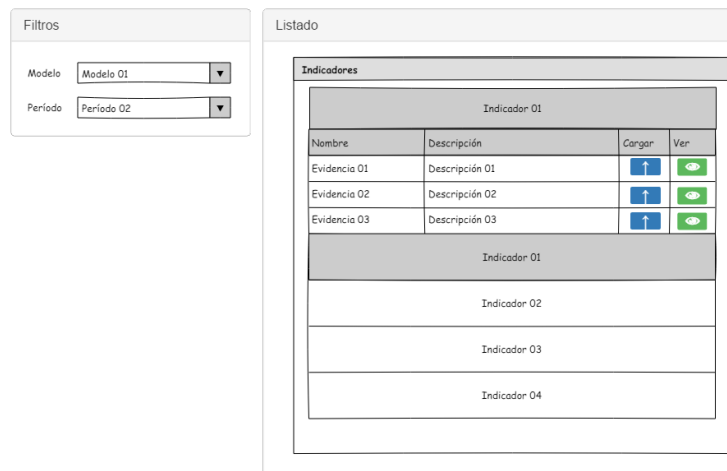 Filtros
Modelo Modelo 01
Período Período 02
Listado
Indicadores
Indicador 01
Nombre Descripción Cargar Ver
Evidencia 01 Descripción 01
Evidencia 02 Descripción 02
Evidencia 03 Descripción 03
Indicador 01
Indicador 02
Indicador 03
Indicador 04